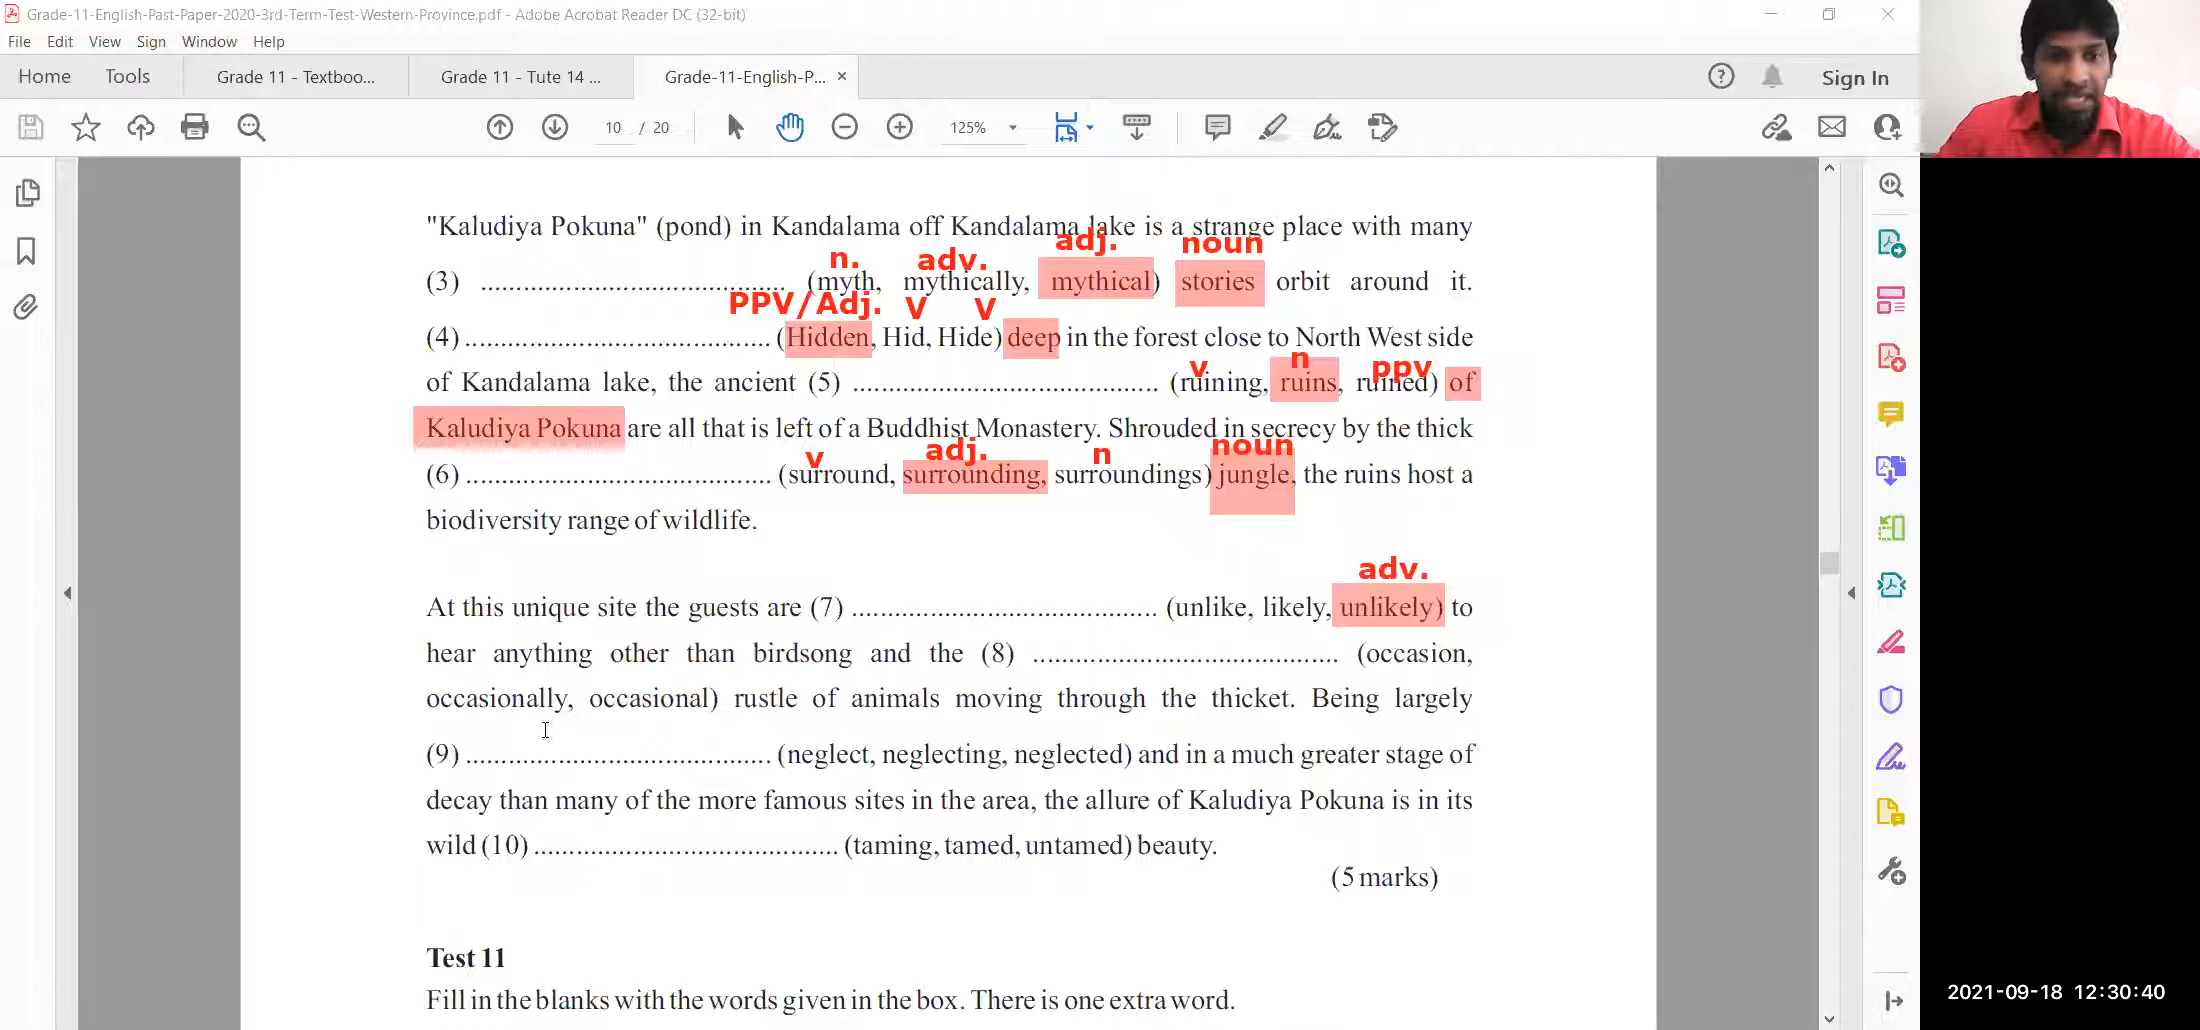 Grade-11-English-Past-Paper-2020-3rd-Term-Test-Western-Province.pdf - Adobe Acrobat Reader DC (32-bit)
File Edit View Sign Window Help
Home Tools Grade 11 - Textboo... Grade 11 - Tute 14 ... Grade-11-English-P... × Sign In
10 / 20 125%
"Kaludiya Pokuna" (pond) in Kandalama off Kandalama lake is a strange place with many
n. adv. adj. noun
(3) .......................................... (myth, mythically, mythical) stories orbit around it.
PPV/Adj. V V
(4) .......................................... (Hidden, Hid, Hide) deep in the forest close to North West side
v n ppv
of Kandalama lake, the ancient (5) .......................................... (ruining, ruins, ruined) of
Kaludiya Pokuna are all that is left of a Buddhist Monastery. Shrouded in secrecy by the thick
v adj. n noun
(6) .......................................... (surround, surrounding, surroundings) jungle, the ruins host a
biodiversity range of wildlife.
adv.
At this unique site the guests are (7) .......................................... (unlike, likely, unlikely) to
hear anything other than birdsong and the (8) .......................................... (occasion,
occasionally, occasional) rustle of animals moving through the thicket. Being largely
(9) .......................................... (neglect, neglecting, neglected) and in a much greater stage of
decay than many of the more famous sites in the area, the allure of Kaludiya Pokuna is in its
wild (10) .......................................... (taming, tamed, untamed) beauty.
(5 marks)
Test 11
Fill in the blanks with the words given in the box. There is one extra word.
2021-09-18 12:30:40